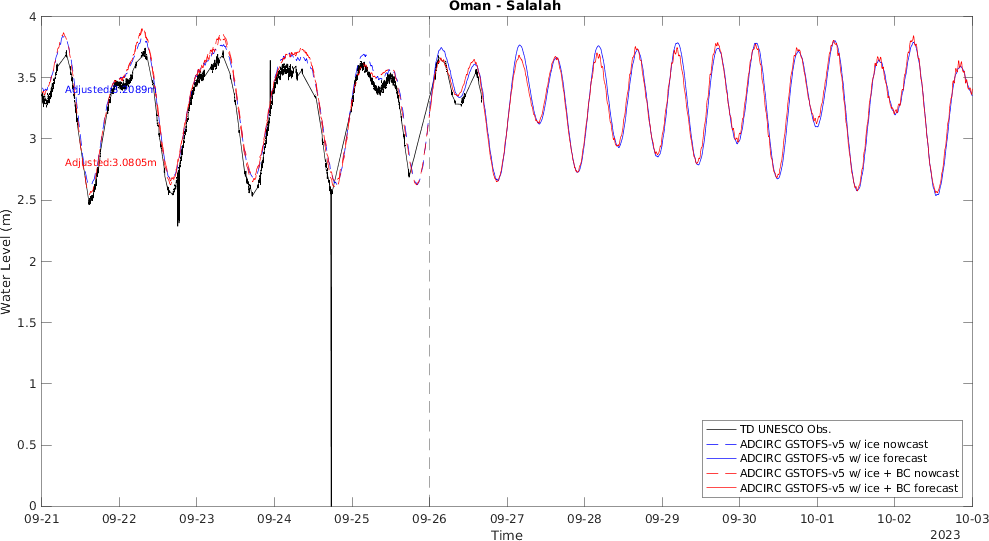 Oman - Salalah
4
3.5
3
2.5
2
1.5
1
0.5
0
Water Level (m)
Adjusted:3.2089m
Adjusted:3.0805m
TD UNESCO Obs.
ADCIRC GSTOFS-v5 w/ ice nowcast
ADCIRC GSTOFS-v5 w/ ice forecast
ADCIRC GSTOFS-v5 w/ ice + BC nowcast
ADCIRC GSTOFS-v5 w/ ice + BC forecast
09-21 09-22 09-23 09-24 09-25 09-26 09-27 09-28 09-29 09-30 10-01 10-02 10-03
Time
2023